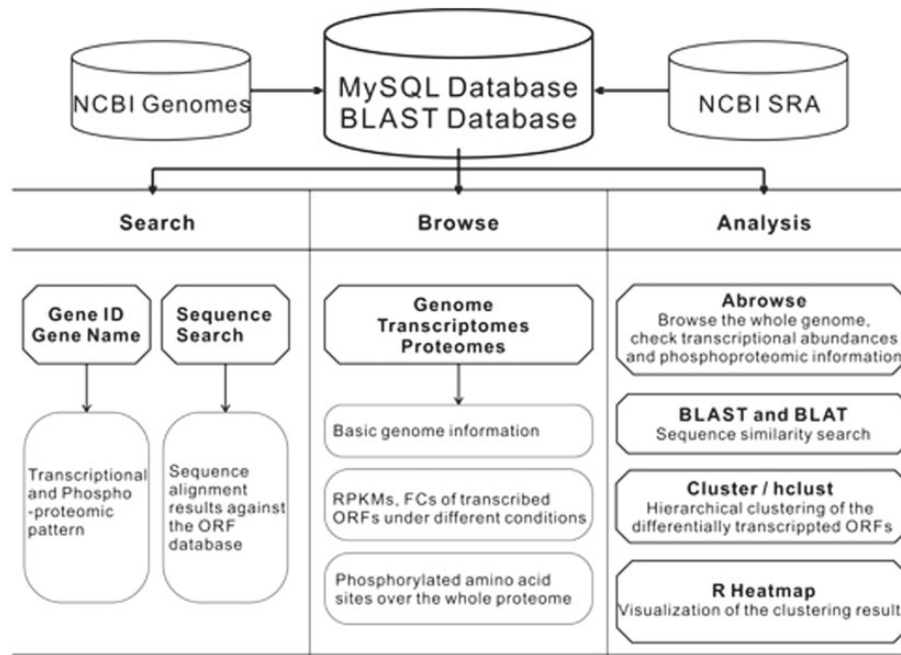 NCBI Genomes
MySQL Database
BLAST Database
NCBI SRA
Search
Browse
Analysis
Gene ID
Gene Name
Sequence
Search
Transcriptional
and Phospho
-proteomic
pattern
Sequence
alignment
results against
the ORF
database
Genome
Transcriptomes
Proteomes
Basic genome information
RPKMs, FCs of transcribed
ORFs under different conditions
Phosphorylated amino acid
sites over the whole proteome
Abrowse
Browse the whole genome,
check transcriptional abundances
and phosphoproteomic information
BLAST and BLAT
Sequence similarity search
Cluster / hclust
Hierarchical clustering of the
differentially transcrippted ORFs
R Heatmap
Visualization of the clustering result